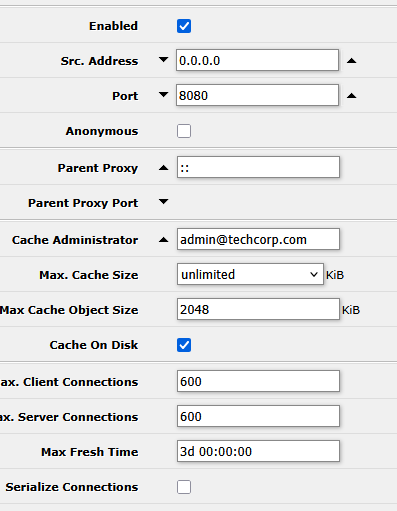 Enabled
Src. Address 0.0.0.0
Port 8080
Anonymous
Parent Proxy ::
Parent Proxy Port
Cache Administrator admin@techcorp.com
Max. Cache Size unlimited KiB
Max Cache Object Size 2048 KiB
Cache On Disk
ax. Client Connections 600
x. Server Connections 600
Max Fresh Time 3d 00:00:00
Serialize Connections